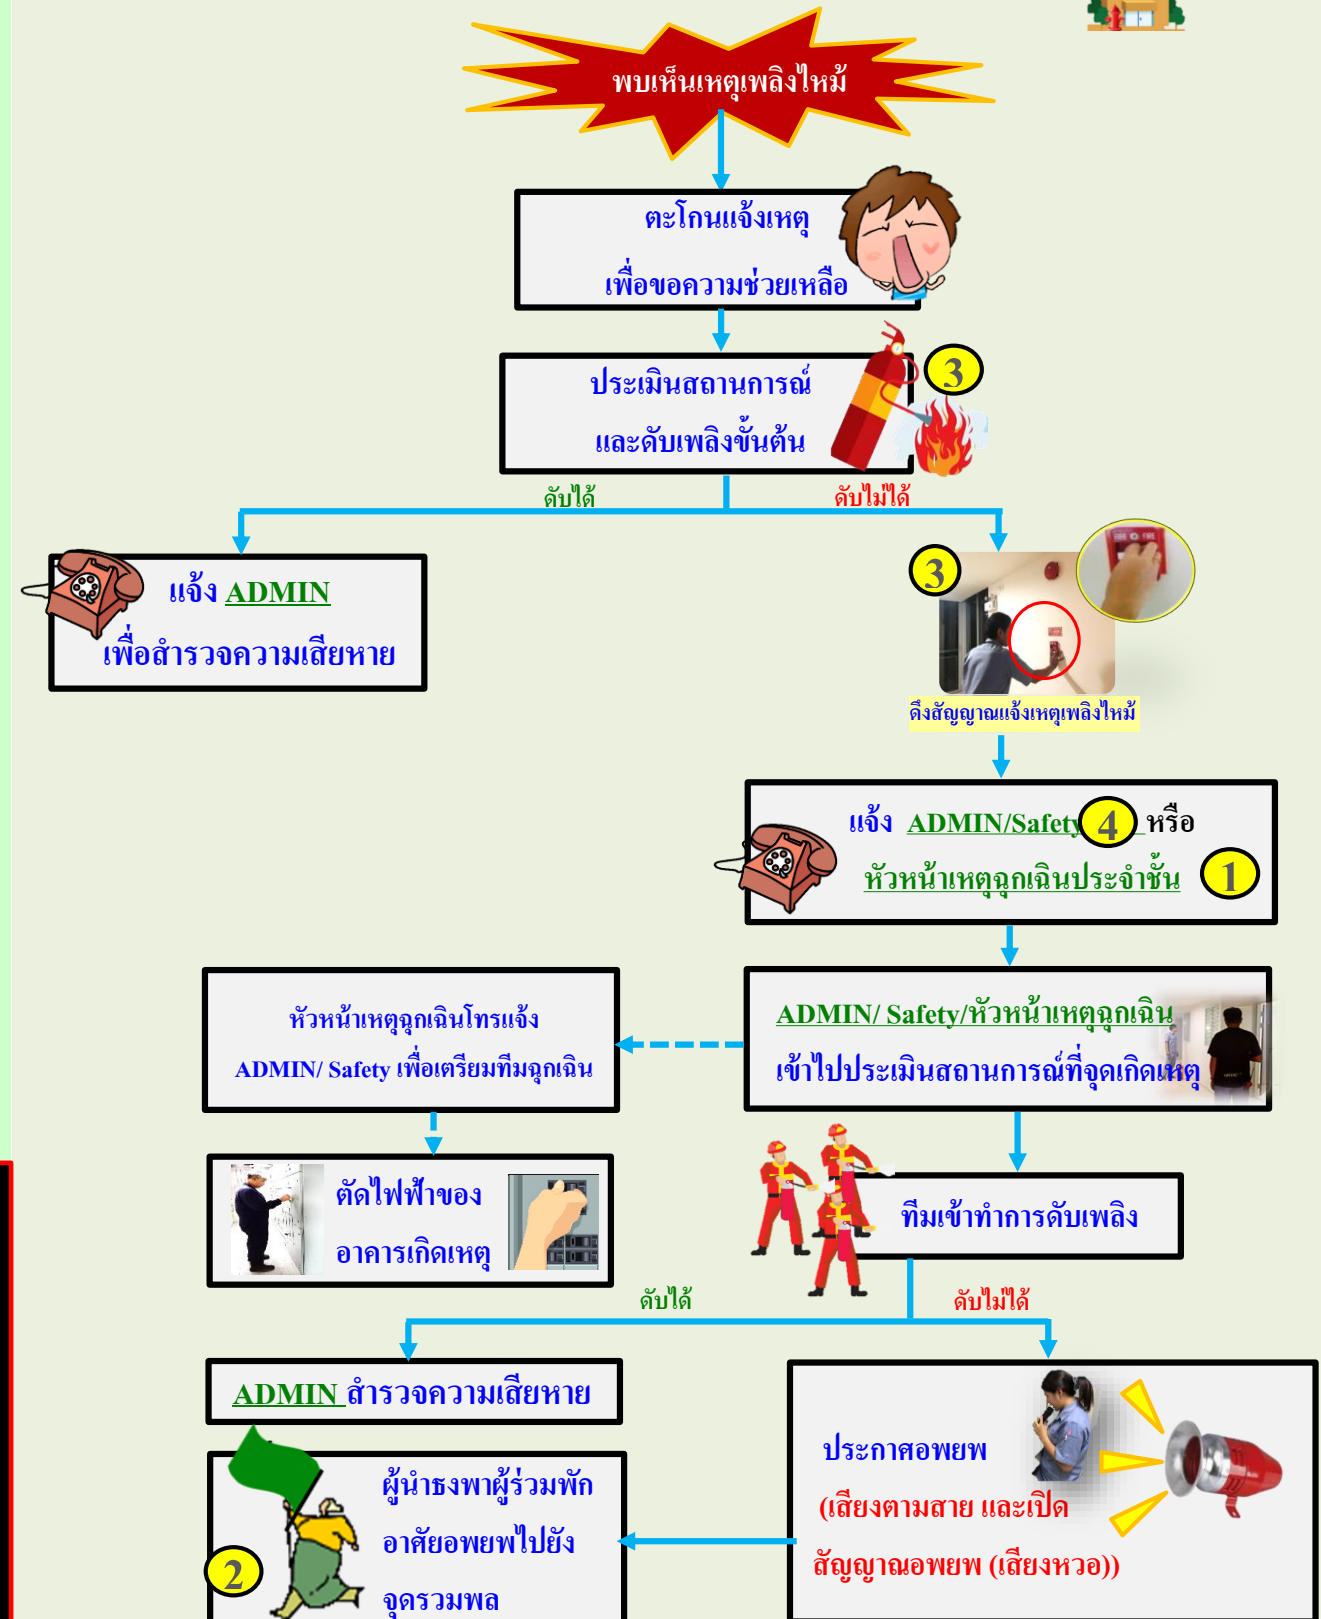 พบเห็นเหตุเพลิงไหม้
ตะโกนแจ้งเหตุ
เพื่อขอความช่วยเหลือ
ประเมินสถานการณ์
และดับเพลิงขั้นต้น
3
ดับได้
ดับไม่ได้
แจ้ง ADMIN
เพื่อสำรวจความเสียหาย
3
FIRE FIRE
ดึงสัญญาณแจ้งเหตุเพลิงไหม้
แจ้ง ADMIN/Safety 4 หรือ
หัวหน้าเหตุฉุกเฉินประจำชั้น 1
ADMIN/ Safety/หัวหน้าเหตุฉุกเฉิน
เข้าไปประเมินสถานการณ์ที่จุดเกิดเหตุ
หัวหน้าเหตุฉุกเฉินโทรแจ้ง
ADMIN/ Safety เพื่อเตรียมทีมฉุกเฉิน
ตัดไฟฟ้าของ
อาคารเกิดเหตุ
ทีมเข้าทำการดับเพลิง
ดับได้
ดับไม่ได้
ADMIN สำรวจความเสียหาย
ประกาศอพยพ
(เสียงตามสาย และเปิด
สัญญาณอพยพ (เสียงหวอ))
ผู้นำธงพาผู้ร่วมพัก
อาศัยอพยพไปยัง
จุดรวมพล
2